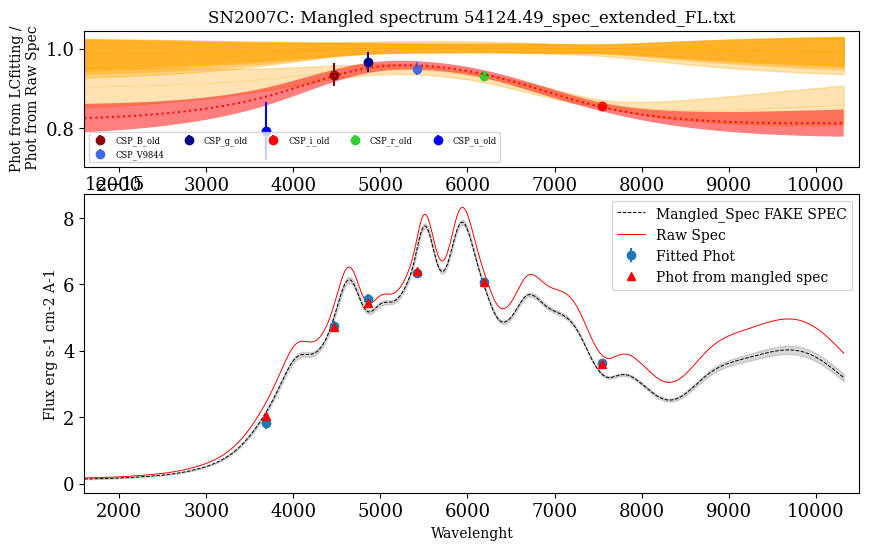 SN2007C: Mangled spectrum 54124.49_spec_extended_FL.txt
Phot from LCfitting /
Phot from Raw Spec
1.0
0.8
CSP_B_old CSP_g_old CSP_i_old CSP_r_old CSP_u_old
CSP_V9844
2000 3000 4000 5000 6000 7000 8000 9000 10000
1e−15
Mangled_Spec FAKE SPEC
Raw Spec
Fitted Phot
Phot from mangled spec
Flux erg s-1 cm-2 A-1
8
6
4
2
0
2000 3000 4000 5000 6000 7000 8000 9000 10000
Wavelenght